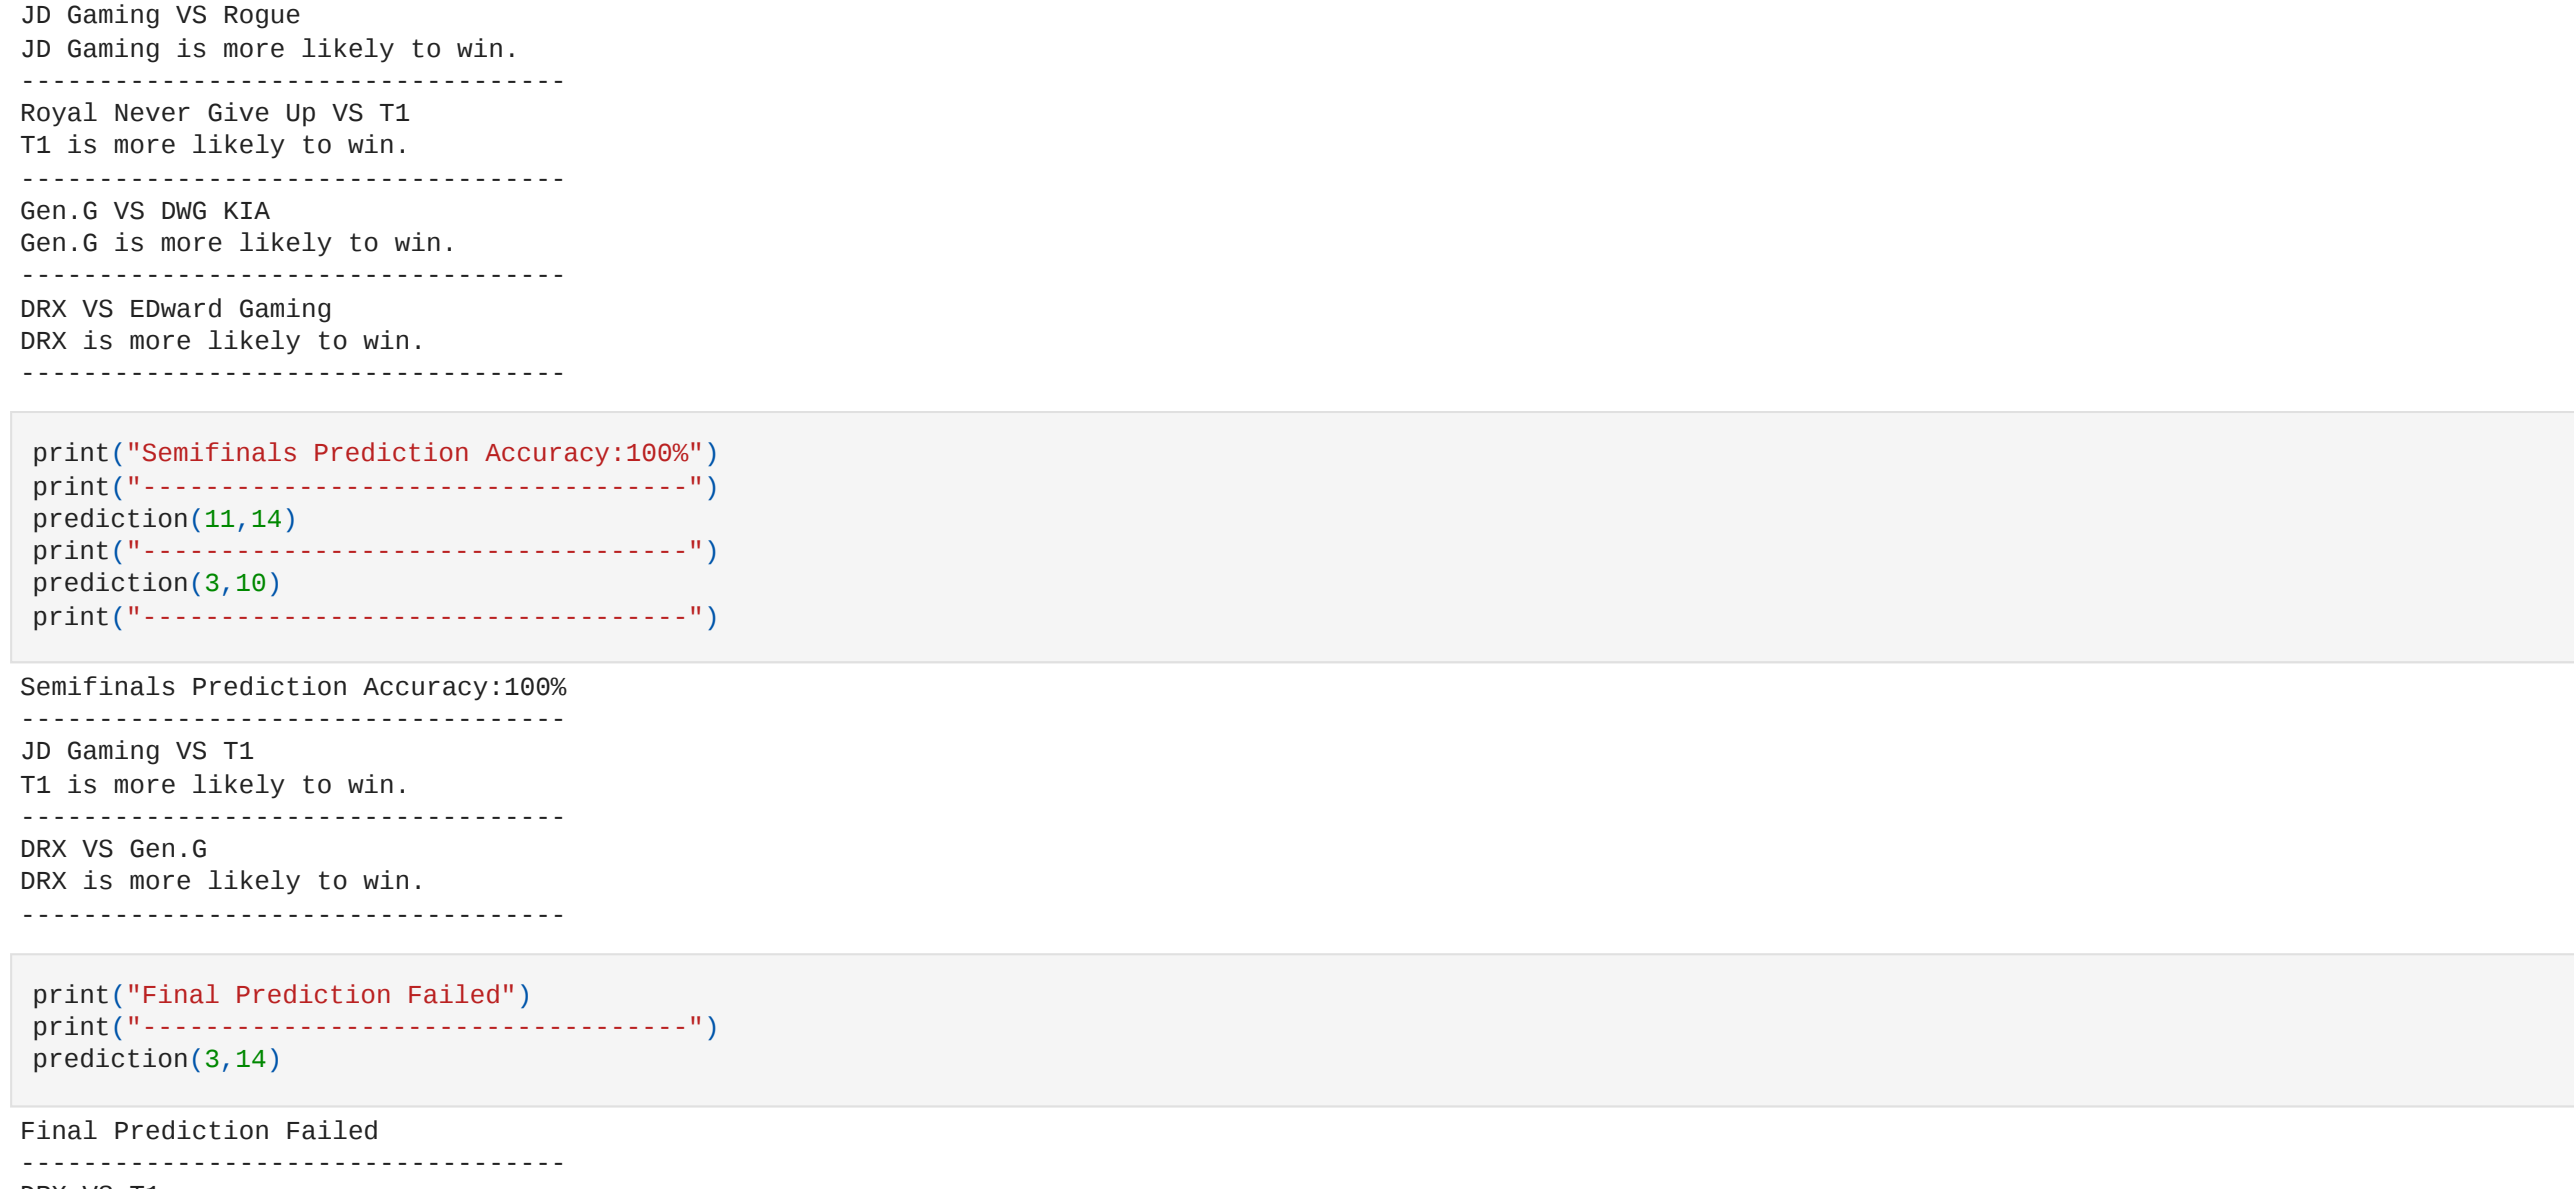 JD Gaming VS Rogue
JD Gaming is more likely to win.
-----------------------------------
Royal Never Give Up VS T1
T1 is more likely to win.
-----------------------------------
Gen.G VS DWG KIA
Gen.G is more likely to win.
-----------------------------------
DRX VS EDward Gaming
DRX is more likely to win.
-----------------------------------
print("Semifinals Prediction Accuracy:100%")
print("-----------------------------------")
prediction(11,14)
print("-----------------------------------")
prediction(3,10)
print("-----------------------------------")
Semifinals Prediction Accuracy:100%
-----------------------------------
JD Gaming VS T1
T1 is more likely to win.
-----------------------------------
DRX VS Gen.G
DRX is more likely to win.
-----------------------------------
print("Final Prediction Failed")
print("-----------------------------------")
prediction(3,14)
Final Prediction Failed
-----------------------------------
DRX VS T1